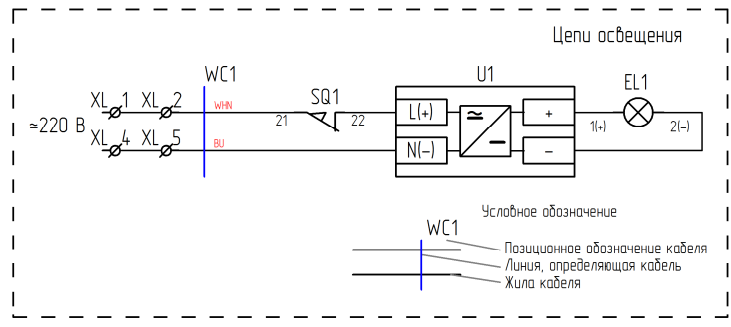 Цепи освещения
WC1
U1
EL1
XL 1
XL 2
WHN
SQ1
21
22
L(+)
+
1(+)
2(-)
≃220 В
XL 4
XL 5
BU
N(-)
-
Условное обозначение
WC1
Позиционное обозначение кабеля
Линия, определяющая кабель
Жила кабеля